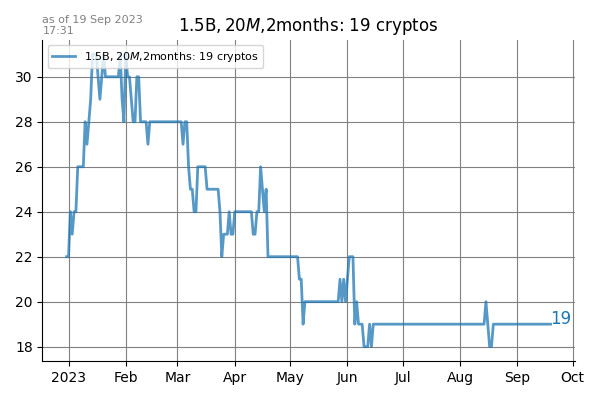 as of 19 Sep 2023
17:31
1.5B, 20M,2months: 19 cryptos
1.5B, 20M,2months: 19 cryptos
30
28
26
24
22
20
18
19
2023 Feb Mar Apr May Jun Jul Aug Sep Oct